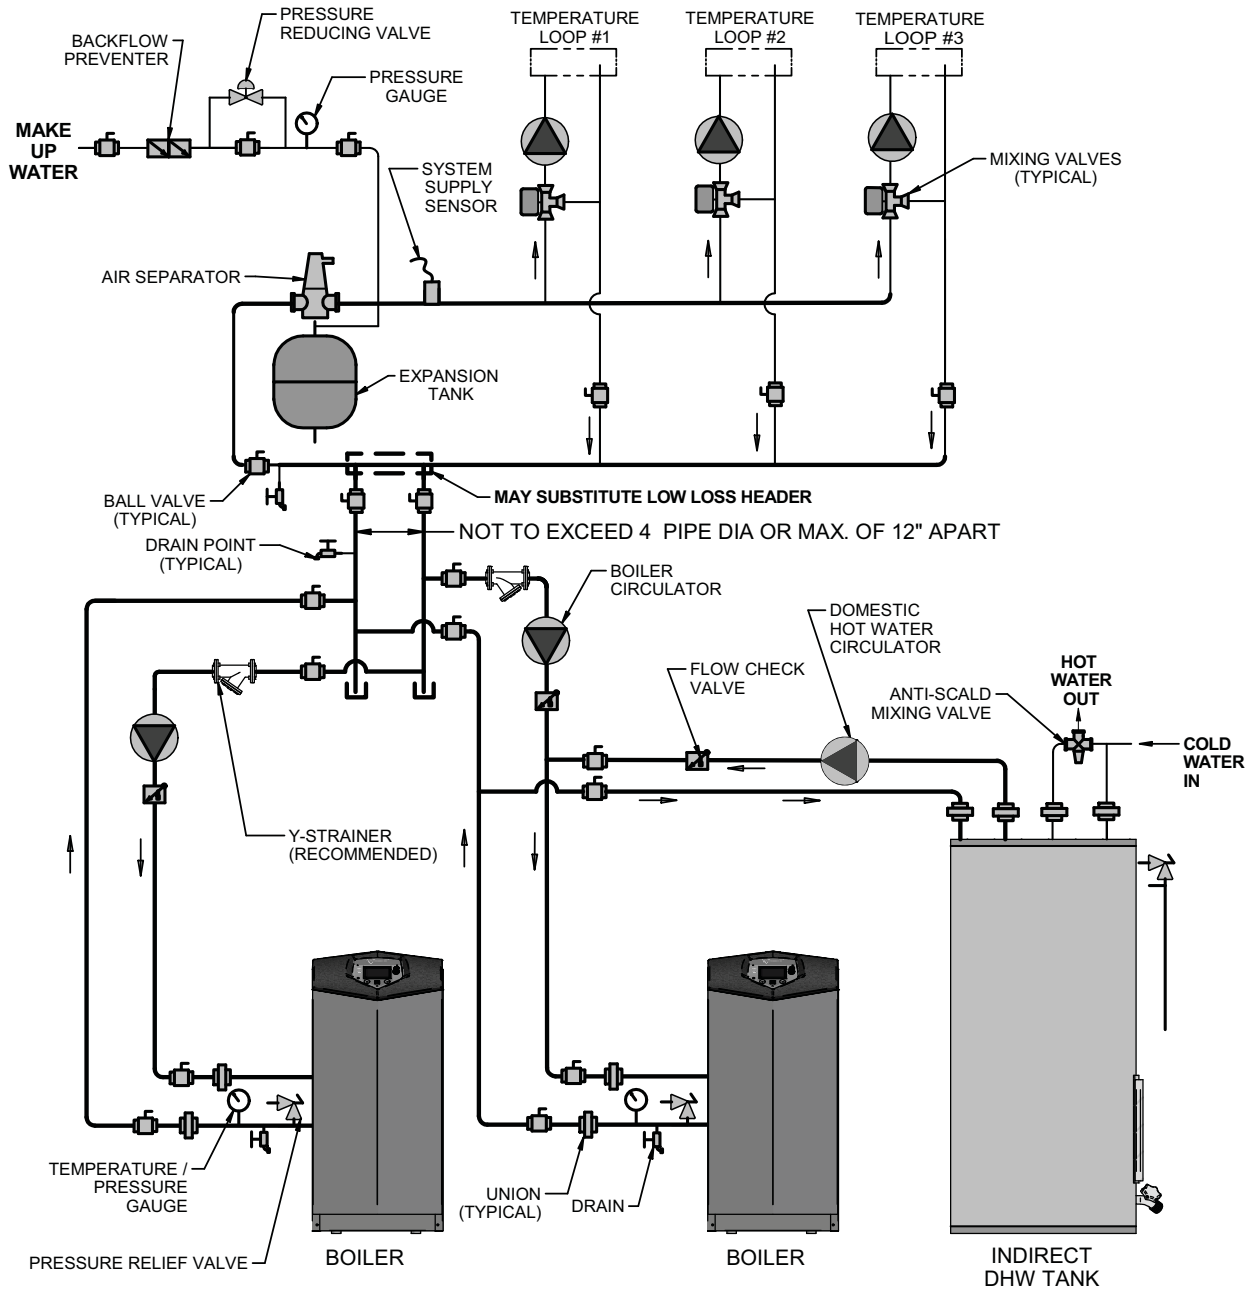 PRESSURE
REDUCING VALVE
BACKFLOW
PREVENTER
PRESSURE
GAUGE
MAKE
UP
WATER
TEMPERATURE
LOOP #1
TEMPERATURE
LOOP #2
TEMPERATURE
LOOP #3
SYSTEM
SUPPLY
SENSOR
MIXING VALVES
(TYPICAL)
AIR SEPARATOR
EXPANSION
TANK
BALL VALVE
(TYPICAL)
MAY SUBSTITUTE LOW LOSS HEADER
NOT TO EXCEED 4 PIPE DIA OR MAX. OF 12" APART
DRAIN POINT
(TYPICAL)
BOILER
CIRCULATOR
DOMESTIC
HOT WATER
CIRCULATOR
FLOW CHECK
VALVE
HOT
WATER
OUT
ANTI-SCALD
MIXING VALVE
COLD
WATER
IN
Y-STRAINER
(RECOMMENDED)
TEMPERATURE /
PRESSURE
GAUGE
PRESSURE RELIEF VALVE
UNION
(TYPICAL)
DRAIN
BOILER
BOILER
INDIRECT
DHW TANK